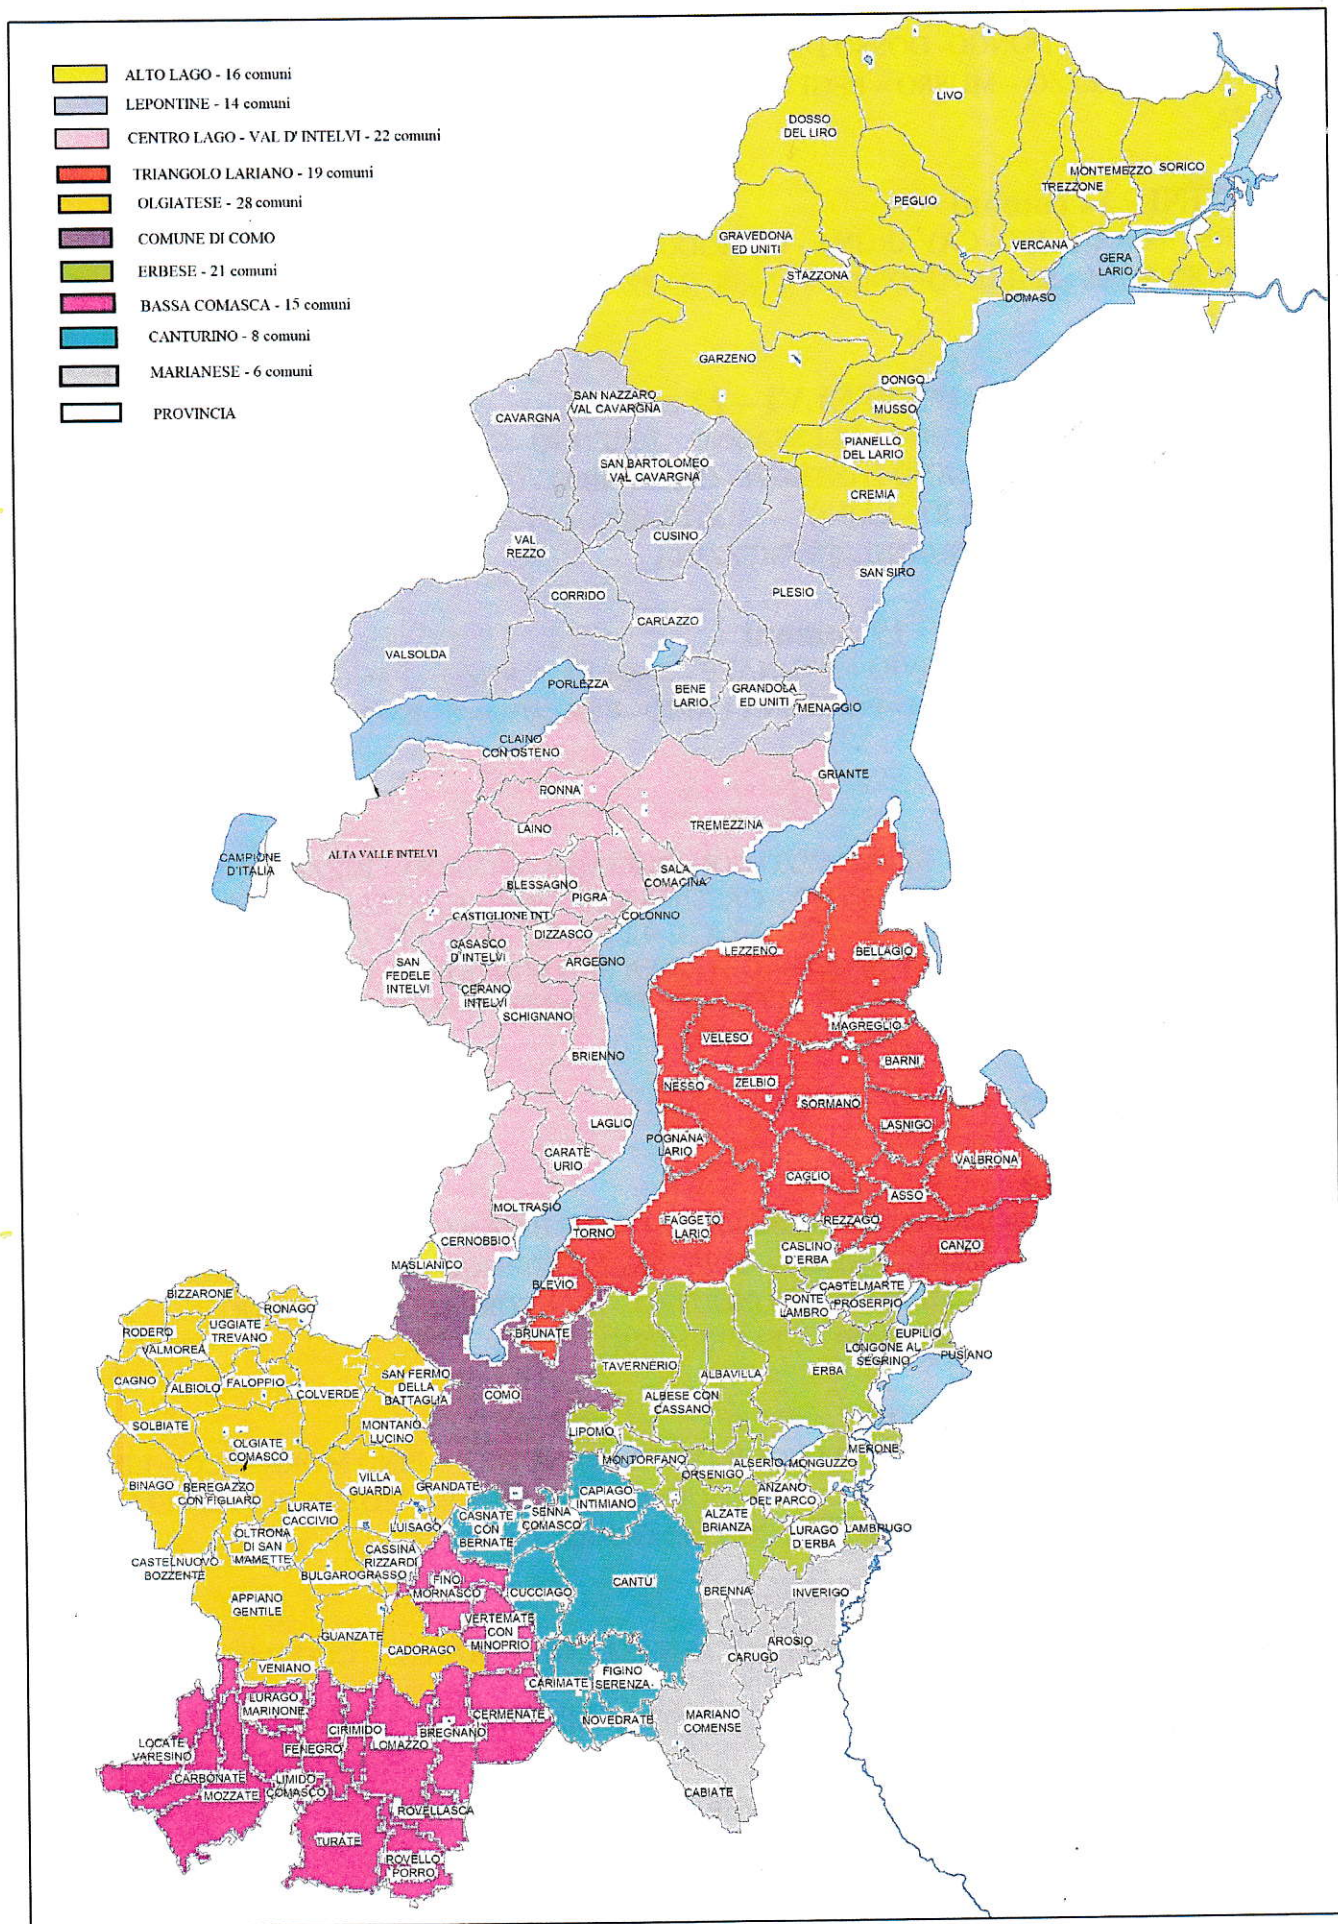 ALTO LAGO - 16 comuni
LEPONTINE - 14 comuni
CENTRO LAGO - VAL D' INTELVI - 22 comuni
TRIANGOLO LARIANO - 19 comuni
OLGIATESE - 28 comuni
COMUNE DI COMO
ERBESE - 21 comuni
BASSA COMASCA - 15 comuni
CANTURINO - 8 comuni
MARIANESE - 6 comuni
PROVINCIA
LIVO
DOSSO
DEL LIRO
MONTEMEZZO
SORICO
TREZZONE
PEGLIO
GRAVEDONA
ED UNITI
VERCANA
GERA
LARIO
STAZZONA
DOMASO
GARZENO
DONGO
MUSSO
PIANELLO
DEL LARIO
CREMIA
SAN NAZZARO
VAL CAVARGNA
CAVARGNA
SAN BARTOLOMEO
VAL CAVARGNA
VAL
REZZO
CUSINO
SAN SIRO
CORRIDO
PLESIO
CARLAZZO
VALSOLDA
PORLEZZA
BENE
LARIO
GRANDOLA
ED UNITI
MENAGGIO
CLAINO
CON OSTENO
GRIANTE
PONNA
LAINO
TREMEZZINA
CAMPIONE
D'ITALIA
ALTA VALLE INTELVI
SALA
COMACINA
BLESSAGNO
PIGRA
CASTIGLIONE INT
COLONNO
DIZZASCO
CASASCO
D'INTELVI
ARGEGNO
SAN
FEDELE
INTELVI
CERANO
INTELVI
SCHIGNANO
BRIENNO
LEZZENO
BELLAGIO
MAGREGLIO
VELESO
BARNI
NESSO
ZELBIO
SORMANO
LASNIGO
LAGLIO
POGNANA
LARIO
CARATE
URIO
VALBRONA
CAGLIO
ASSO
MOLTRASIO
FAGGETO
LARIO
REZZAGO
TORNO
CANZO
CERNOBBIO
CASLINO
D'ERBA
MASLIANICO
BLEVIO
CASTELMARTE
PONTE
LAMBRO
PROSERPIO
BRUNATE
EUPILIO
LONGONE AL
SEGRINO
PUSIANO
BIZZARONE
RONAGO
RODERO
UGGIATE
TREVANO
VALMOREA
CAGNO
ALBIOLO
FALOPPIO
COLVERDE
SAN FERMO
DELLA
BATTAGLIA
COMO
TAVERNERIO
ALBAVILLA
ERBA
ALBESE CON
CASSANO
SOLBIATE
MONTANO
LUCINO
LIPOMO
OLGIATE
COMASCO
MONTORFANO
MERONE
ORSENIGO
ALSERIO
MONGUZZO
BINAGO
BEREGAZZO
CON FIGLIARO
VILLA
GUARDIA
GRANDATE
CAPIAGO
INTIMIANO
ANZANO
DEL PARCO
LURATE
CACCIVIO
LUISAGO
CASNATE
CON
BERNATE
SENNA
COMASCO
ALZATE
BRIANZA
LURAGO
D'ERBA
LAMBRUGO
OLTRONA
DI SAN
MAMETTE
CASTELNUOVO
BOZZENTE
BULGAROGRASSO
CASSINA
RIZZARDI
FINO
MORNASCO
CUCCIAGO
CANTU'
BRENNA
INVERIGO
APPIANO
GENTILE
VERTEMATE
CON
MINOPRIO
GUANZATE
CADORAGO
AROSIO
CARUGO
VENIANO
CARIMATE
FIGINO
SERENZA
LURAGO
MARINONE
CERMENATE
NOVEDRATE
MARIANO
COMENSE
CIRIMIDO
BREGNANO
LOCATE
VARESINO
FENEGRO'
LOMAZZO
CARBONATE
LIMIDO
COMASCO
MOZZATE
CABIATE
ROVELLASCA
TURATE
ROVELLO
PORRO